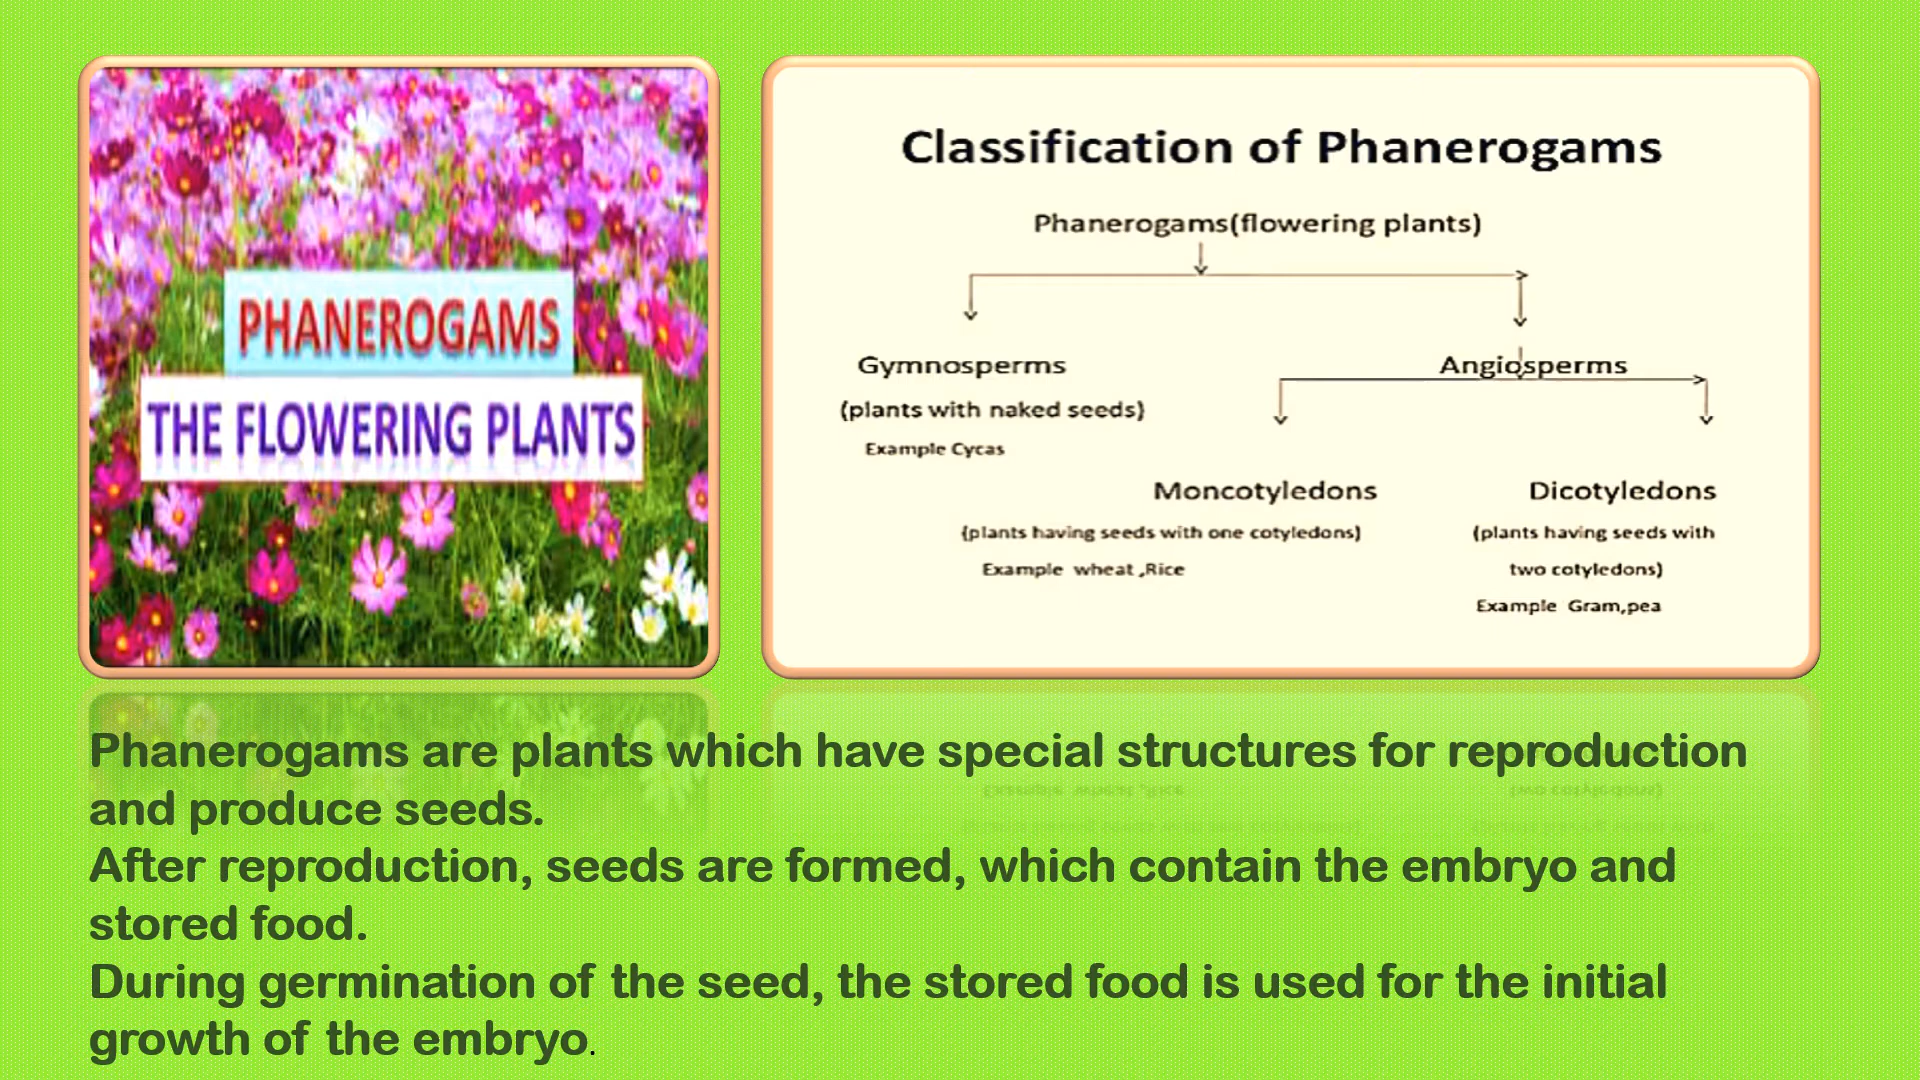 PHANEROGAMS
THE FLOWERING PLANTS
Classification of Phanerogams
Phanerogams(flowering plants)
Gymnosperms
(plants with naked seeds)
Example Cycas
Angiosperms
Moncotyledons
(plants having seeds with one cotyledons)
Example wheat ,Rice
Dicotyledons
(plants having seeds with
two cotyledons)
Example Gram,pea
Phanerogams are plants which have special structures for reproduction
and produce seeds.
After reproduction, seeds are formed, which contain the embryo and
stored food.
During germination of the seed, the stored food is used for the initial
growth of the embryo.